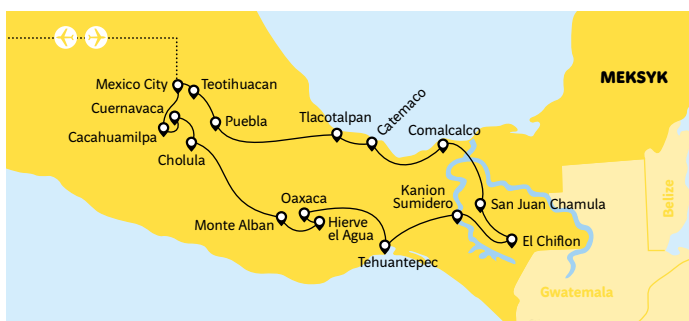 MEKSYK
Mexico City
Teotihuacan
Cuernavaca
Cacahuamilpa
Puebla
Cholula
Tlacotalpan
Catemaco
Comalcalco
Oaxaca
Monte Alban
Hierve
el Agua
Tehuantepec
Kanion
Sumidero
San Juan Chamula
El Chiflon
Belize
Gwatemala